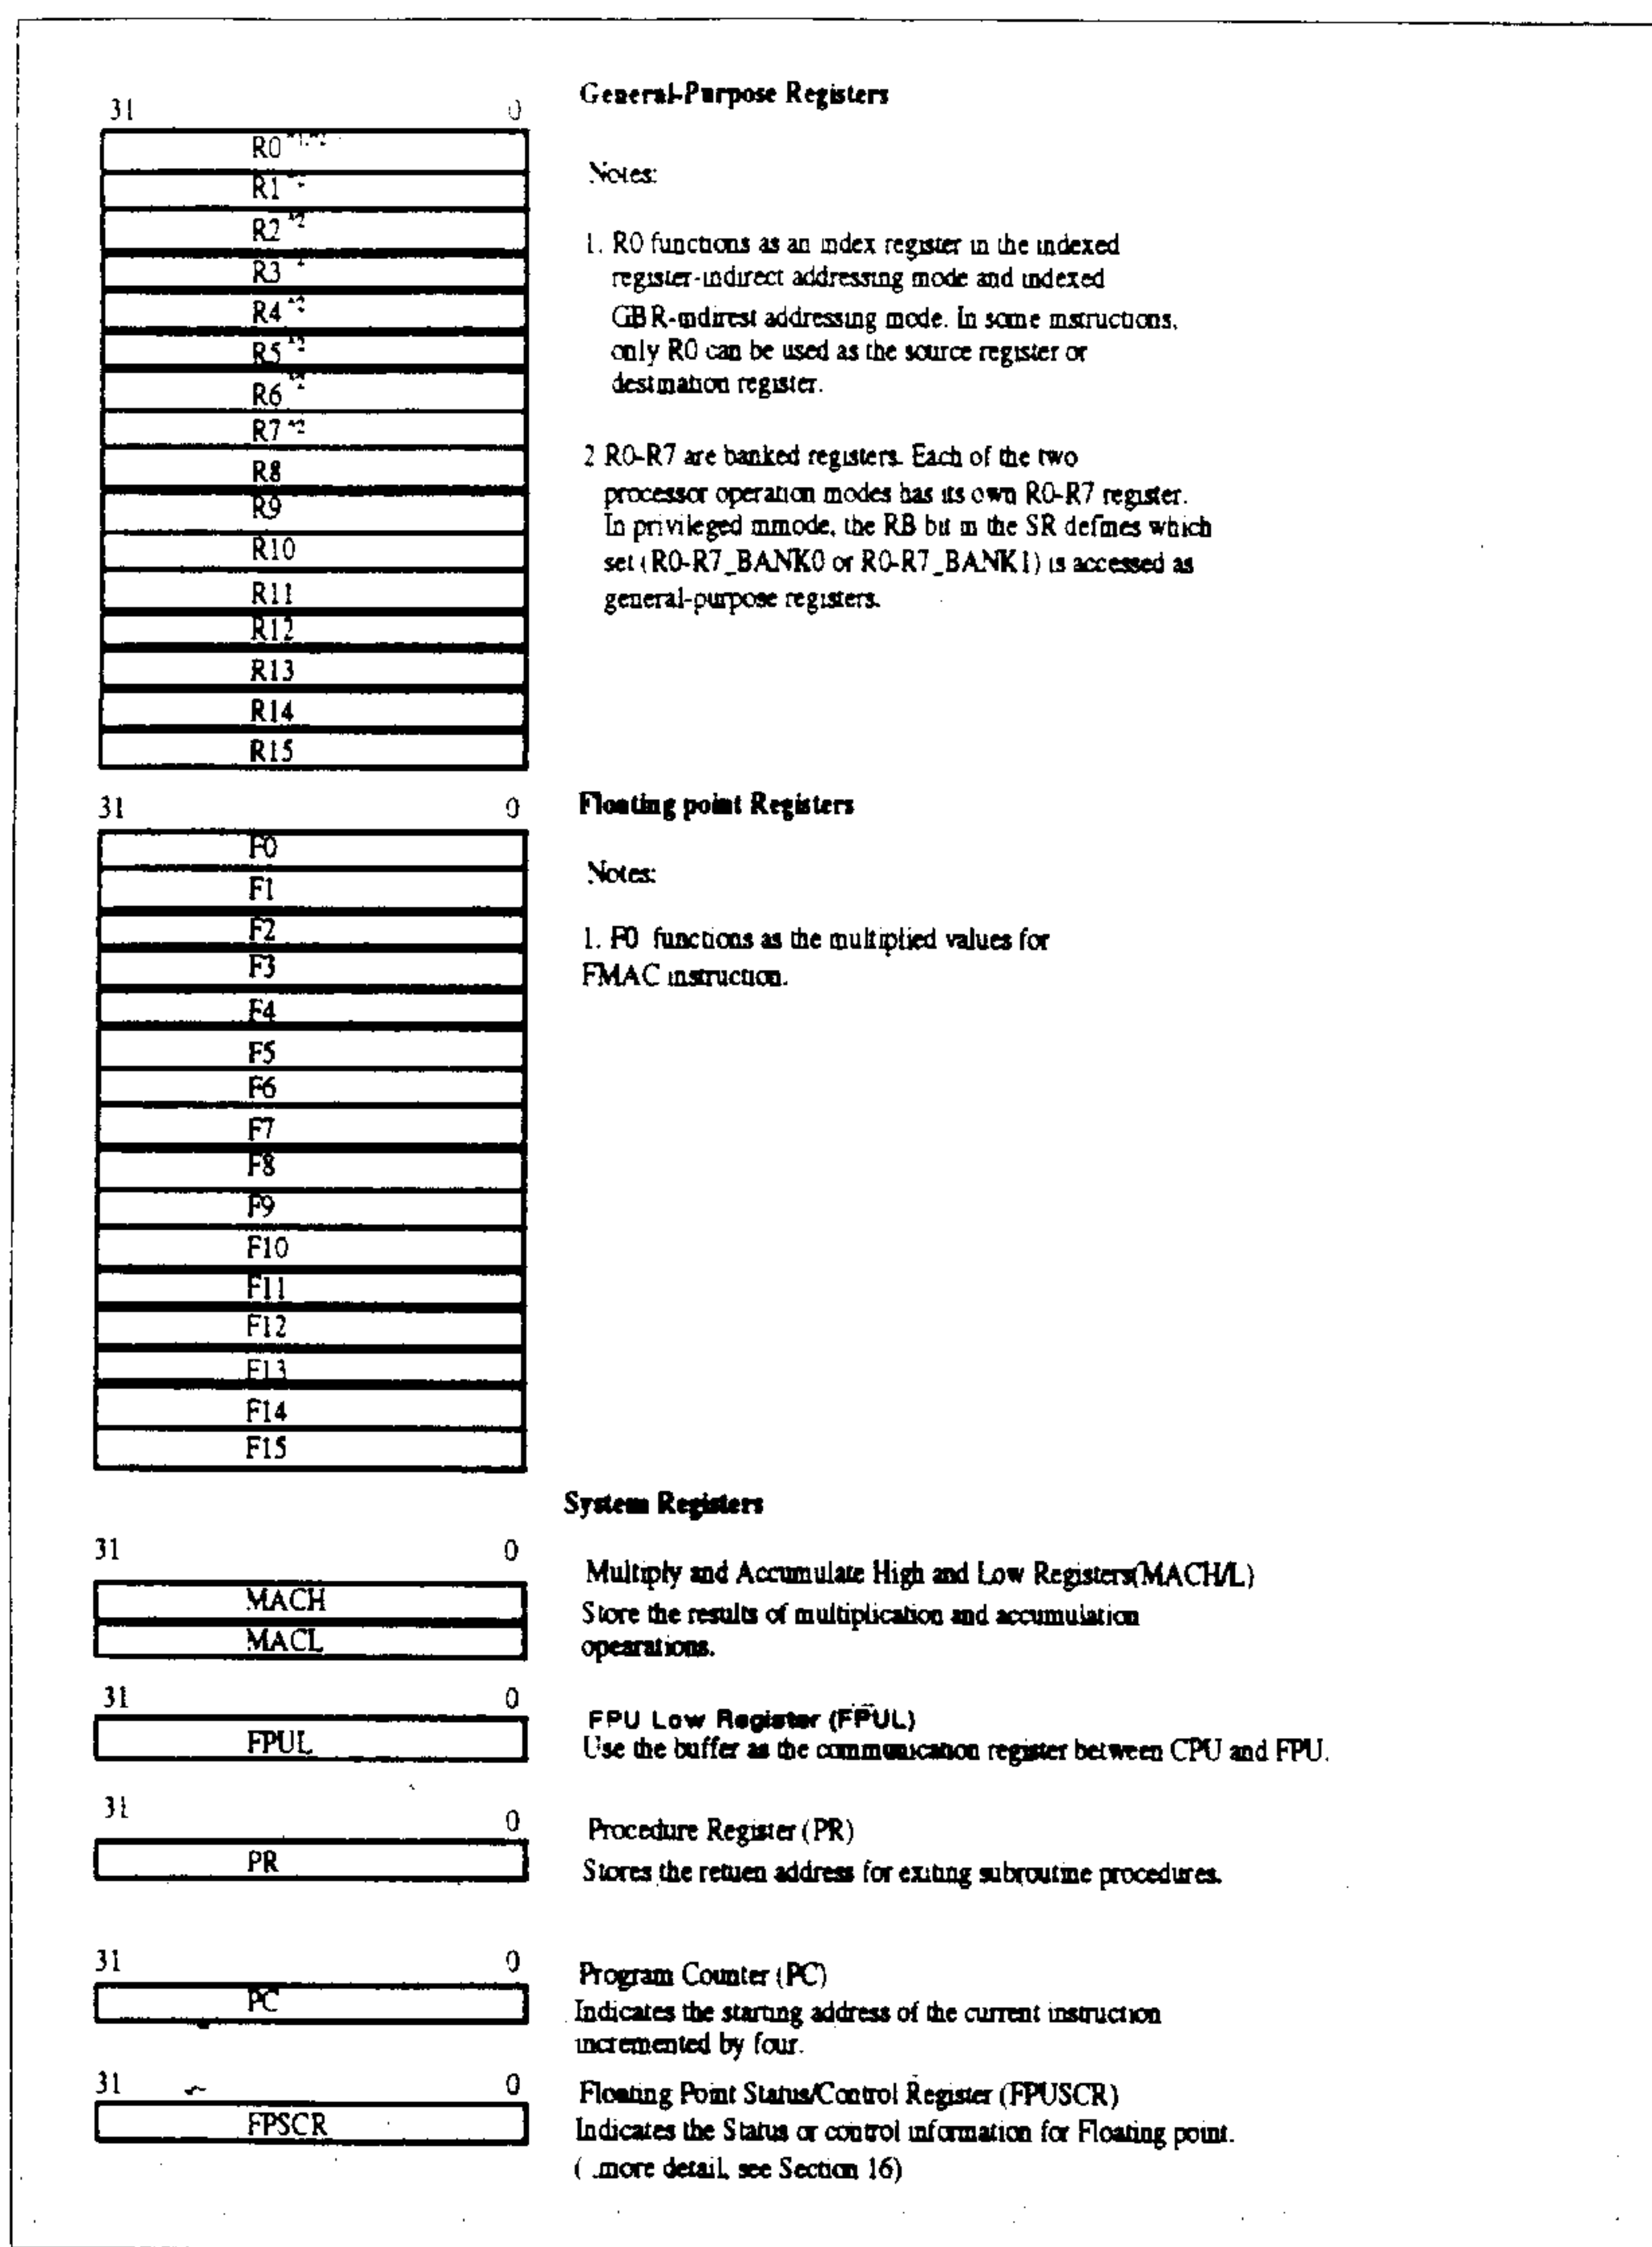 General-Purpose Registers
31 0
R0 *1,*2
R1
R2 *2
R3
R4 *2
R5 *2
R6 *2
R7 *2
R8
R9
R10
R11
R12
R13
R14
R15
Notes:
1. R0 functions as an index register in the indexed
register-indirect addressing mode and indexed
GBR-indirest addressing mode. In some instructions,
only R0 can be used as the source register or
destination register.
2 R0-R7 are banked registers. Each of the two
processor operation modes has its own R0-R7 register.
In privileged mmode, the RB bit in the SR defines which
set (R0-R7_BANK0 or R0-R7_BANK1) is accessed as
general-purpose registers.
31 0
Floating point Registers
F0
F1
F2
F3
F4
F5
F6
F7
F8
F9
F10
F11
F12
F13
F14
F15
Notes:
1. F0 functions as the multiplied values for
FMAC instruction.
System Registers
31 0
MACH
MACL
Multiply and Accumulate High and Low Registers(MACH/L)
Store the results of multiplication and accumulation
opearations.
31 0
FPUL
FPU Low Register (FPUL)
Use the buffer as the communication register between CPU and FPU.
31 0
PR
Procedure Register (PR)
Stores the retuen address for exiting subroutine procedures.
31 0
PC
Program Counter (PC)
Indicates the starting address of the current instruction
incremented by four.
31 0
FPSCR
Floating Point Status/Control Register (FPUSCR)
Indicates the Status or control information for Floating point.
( .more detail, see Section 16)